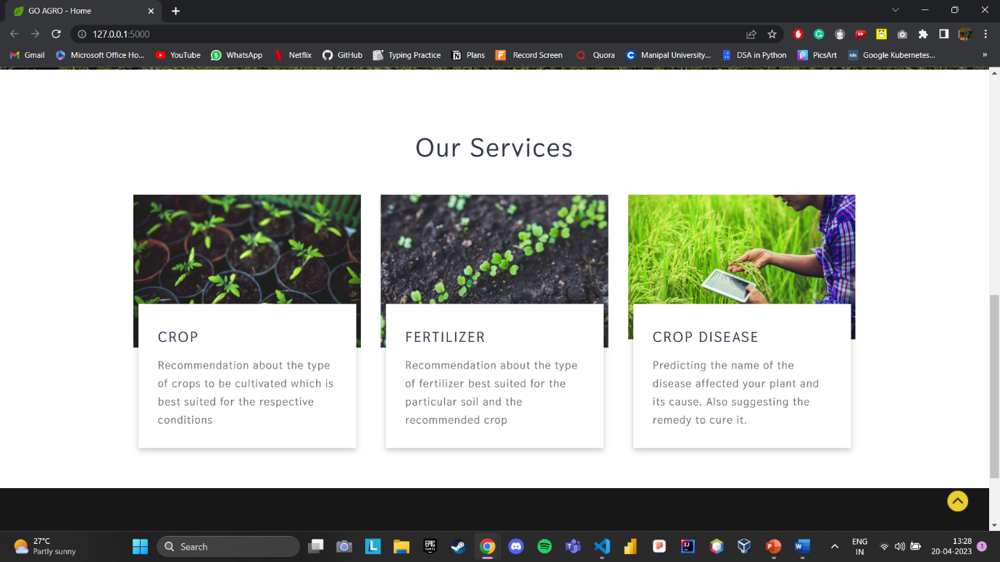 GO AGRO - Home
127.0.0.1:5000
Gmail
Microsoft Office Ho...
YouTube
WhatsApp
Netflix
GitHub
Typing Practice
Plans
Record Screen
Quora
Manipal University...
DSA in Python
PicsArt
Google Kubernetes...
»
Our Services
CROP
Recommendation about the type
of crops to be cultivated which is
best suited for the respective
conditions
FERTILIZER
Recommendation about the type
of fertilizer best suited for the
particular soil and the
recommended crop
CROP DISEASE
Predicting the name of the
disease affected your plant and
its cause. Also suggesting the
remedy to cure it.
27°C
Partly sunny
Search
ENG
IN
13:28
20-04-2023
1